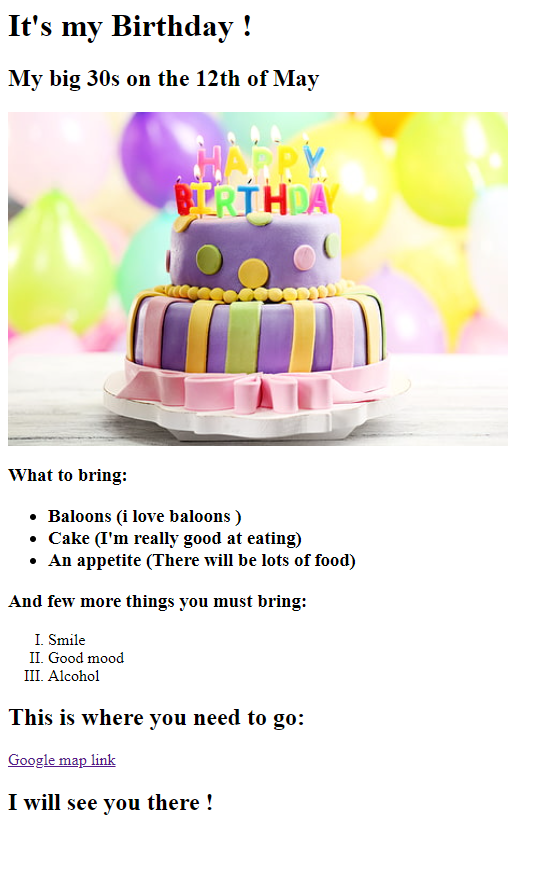 It's my Birthday !
My big 30s on the 12th of May
HAPPY
BIRTHDAY
What to bring:
• Baloons (i love baloons )
• Cake (I'm really good at eating)
• An appetite (There will be lots of food)
And few more things you must bring:
I. Smile
II. Good mood
III. Alcohol
This is where you need to go:
Google map link
I will see you there !